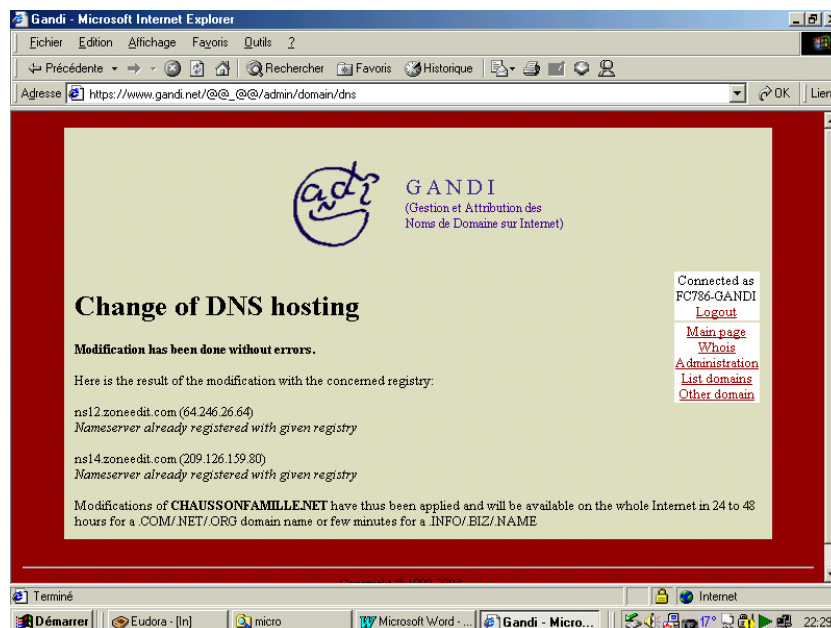 Gandi - Microsoft Internet Explorer
Fichier Edition Affichage Favoris Outils ?
Précédente Rechercher Favoris Historique
Adresse https://www.gandi.net/@@_@@/admin/domain/dns OK Lien
andi
GANDI
(Gestion et Attribution des
Noms de Domaine sur Internet)
Connected as
FC786-GANDI
Logout
Main page
Whois
Administration
List domains
Other domain
Change of DNS hosting
Modification has been done without errors.
Here is the result of the modification with the concerned registry:
ns12.zoneedit.com (64.246.26.64)
Nameserver already registered with given registry
ns14.zoneedit.com (209.126.159.80)
Nameserver already registered with given registry
Modifications of CHAUSSONFAMILLE.NET have thus been applied and will be available on the whole Internet in 24 to 48
hours for a .COM/.NET/.ORG domain name or few minutes for a .INFO/.BIZ/.NAME
Terminé Internet
Démarrer Eudora - [In] micro Microsoft Word - ... Gandi - Micro... 17° 22:29